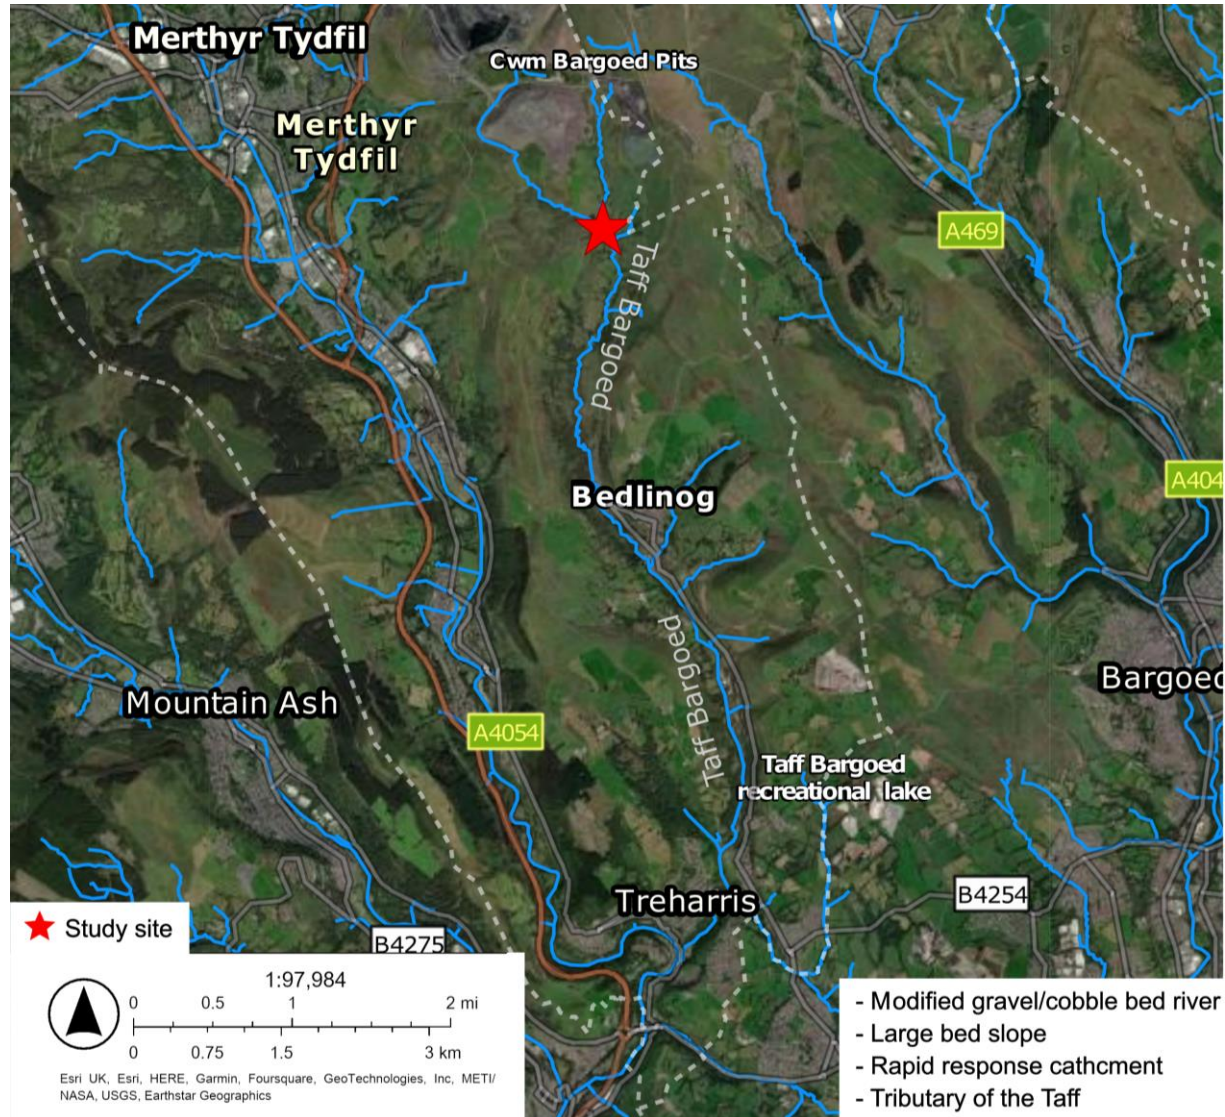 Merthyr Tydfil
Cwm Bargoed Pits
Merthyr
Tydfil
A469
Taff Bargoed
A404
Bedlinog
Taff Bargoed
Bargoed
Mountain Ash
A4054
Taff Bargoed
recreational lake
Treharris
B4254
B4275
Study site
1:97,984
0 0.5 1 2 mi
0 0.75 1.5 3 km
Esri UK, Esri, HERE, Garmin, Foursquare, GeoTechnologies, Inc, METI/
NASA, USGS, Earthstar Geographics
- Modified gravel/cobble bed river
- Large bed slope
- Rapid response cathcment
- Tributary of the Taff